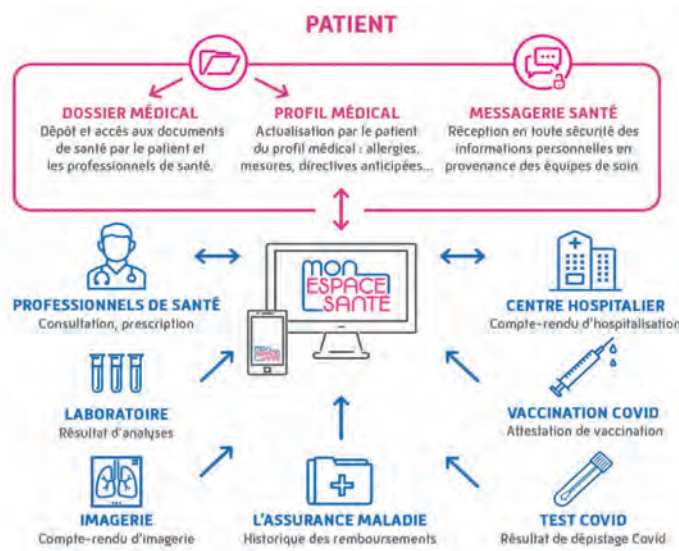 PATIENT
DOSSIER MÉDICAL
Dépôt et accès aux documents
de santé par le patient et
les professionnels de santé.
PROFIL MÉDICAL
Actualisation par le patient
du profil médical : allergies,
mesures, directives anticipées...
MESSAGERIE SANTÉ
Réception en toute sécurité des
informations personnelles en
provenance des équipes de soin
PROFESSIONNELS DE SANTÉ
Consultation, prescription
MON
ESPACE
SANTÉ
MON
ESPACE
SANTÉ
CENTRE HOSPITALIER
Compte-rendu d'hospitalisation
LABORATOIRE
Résultat d'analyses
VACCINATION COVID
Attestation de vaccination
IMAGERIE
Compte-rendu d'imagerie
L'ASSURANCE MALADIE
Historique des remboursements
TEST COVID
Résultat de dépistage Covid